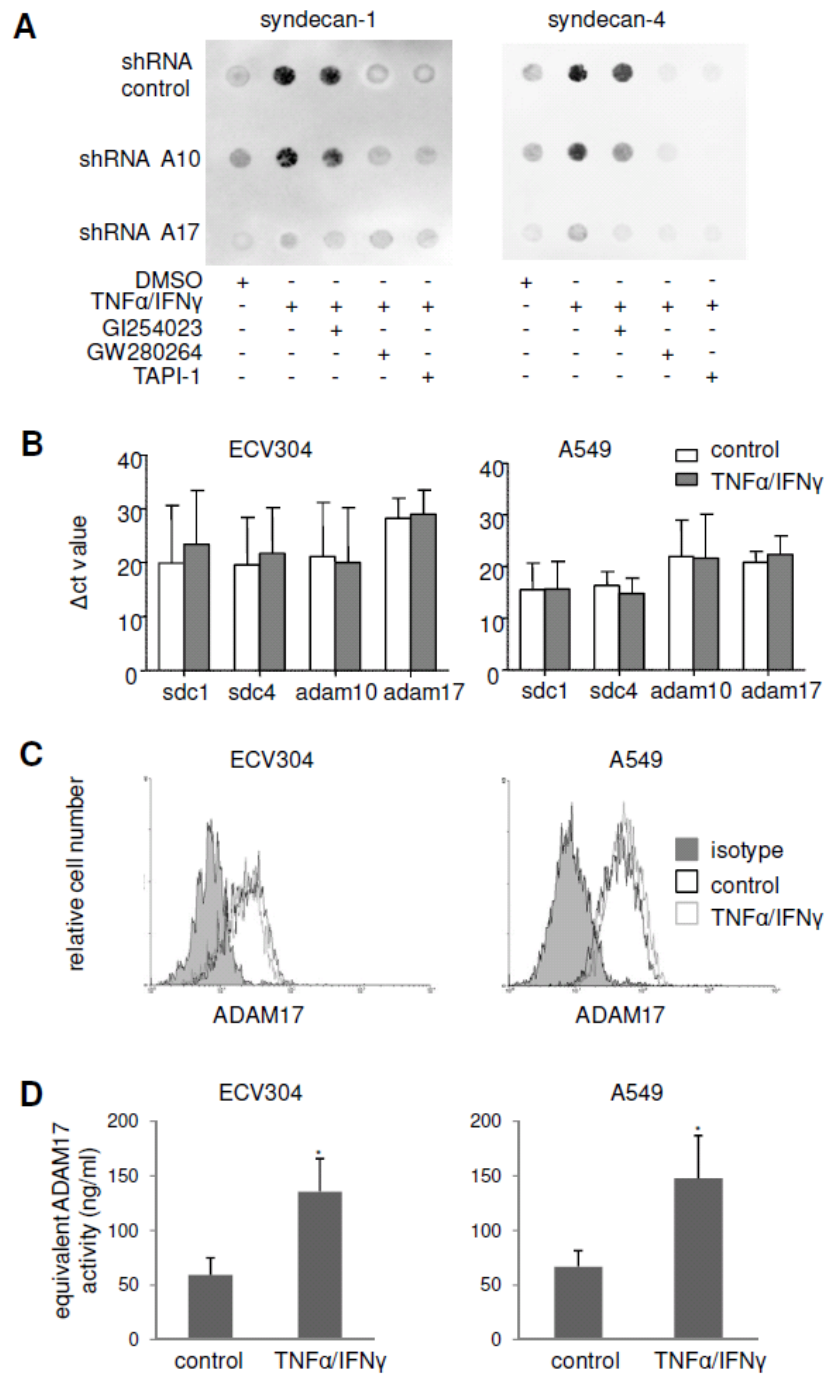 A
syndecan-1
syndecan-4
shRNA
control
shRNA A10
shRNA A17
DMSO + - - - - + - - - -
TNFα/IFNγ - + + + + - + + + +
GI254023 - - + - - - - + - -
GW280264 - - - + - - - - + -
TAPI-1 - - - - + - - - - +
B
ECV304
A549
control
TNFα/IFNγ
Δct value
40
30
20
10
0
sdc1 sdc4 adam10 adam17
40
30
20
10
0
sdc1 sdc4 adam10 adam17
C
ECV304
A549
relative cell number
isotype
control
TNFα/IFNγ
ADAM17
ADAM17
D
ECV304
A549
equivalent ADAM17
activity (ng/ml)
200
150
100
50
0
*
control TNFα/IFNγ
200
150
100
50
0
*
control TNFα/IFNγ